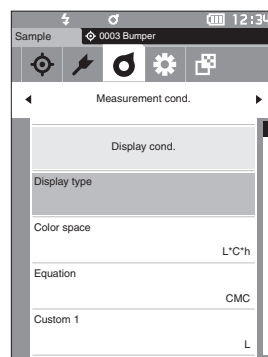 12:34
Sample
0003 Bumper
Measurement cond.
Display cond.
Display type
Color space
L*C*h
Equation
CMC
Custom 1
L